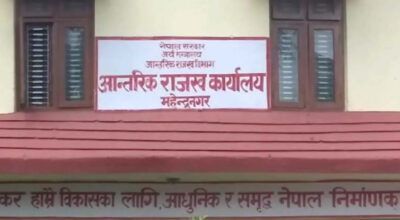 नेपाल सरकार
अर्थ मन्त्रालय
आन्तरिक राजस्व विभाग
आन्तरिक राजस्व कार्यालय
महेन्द्रनगर
कर हाम्रै विकासका लागि, आधुनिक र समृद्ध नेपाल निर्माणक